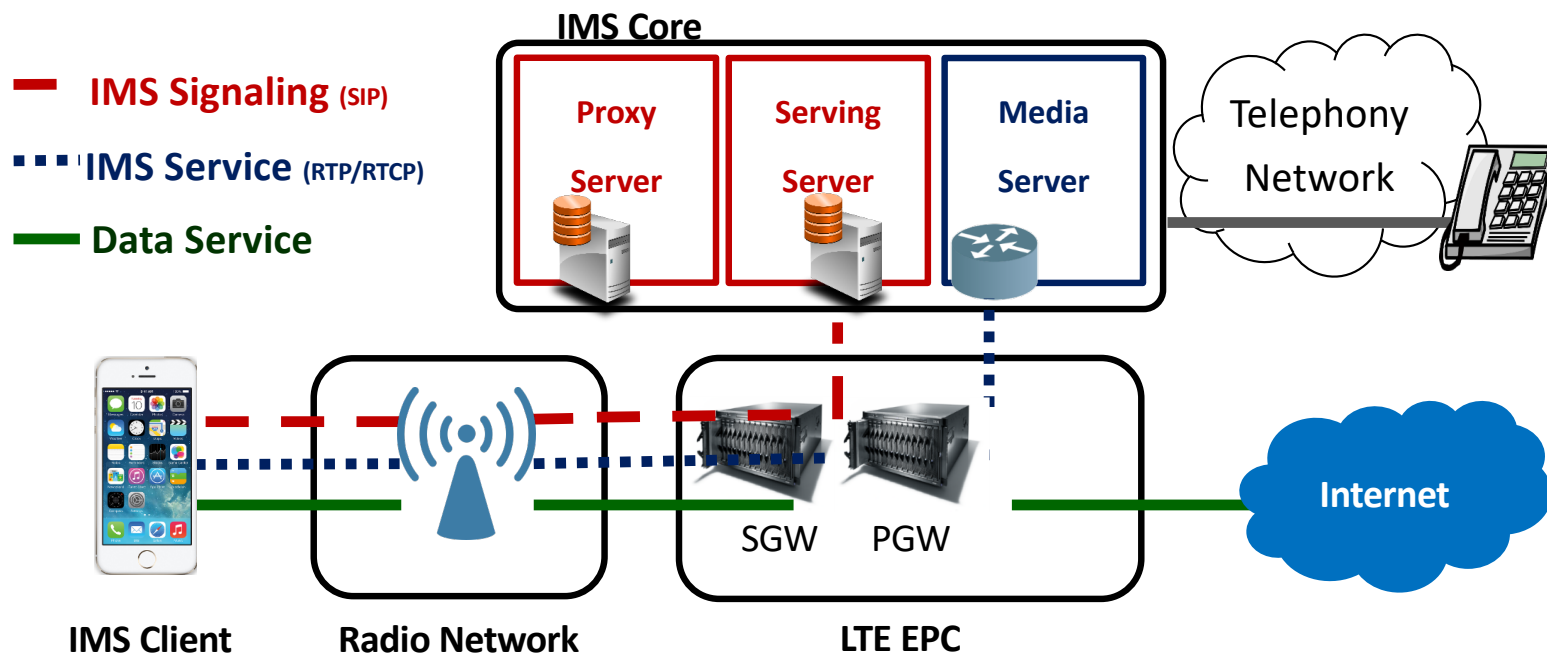 IMS Core
IMS Signaling (SIP)
IMS Service (RTP/RTCP)
Data Service
Proxy
Server
Serving
Server
Media
Server
Telephony
Network
SGW
PGW
Internet
IMS Client
Radio Network
LTE EPC